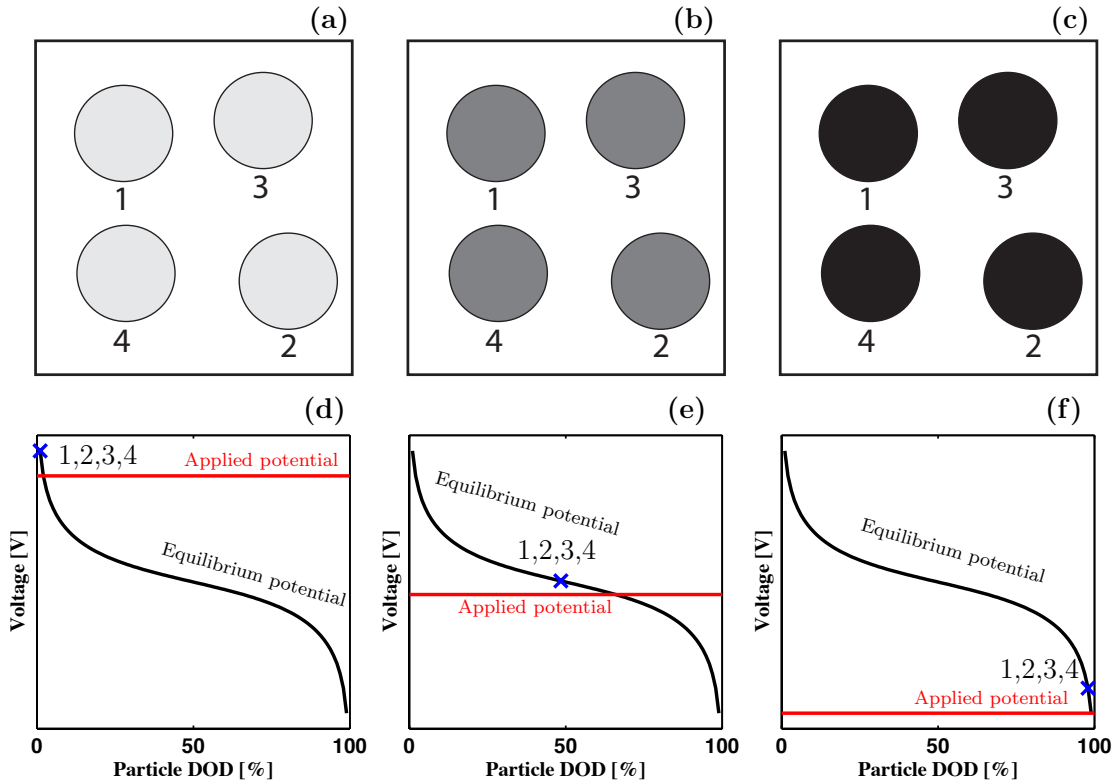 (a)
(b)
(c)
1
3
4
2
1
3
4
2
1
3
4
2
(d)
(e)
(f)
Voltage [V]
1,2,3,4
Applied potential
Equilibrium potential
0
50
100
Particle DOD [%]
Voltage [V]
Equilibrium potential
1,2,3,4
Applied potential
0
50
100
Particle DOD [%]
Voltage [V]
Equilibrium potential
1,2,3,4
Applied potential
0
50
100
Particle DOD [%]